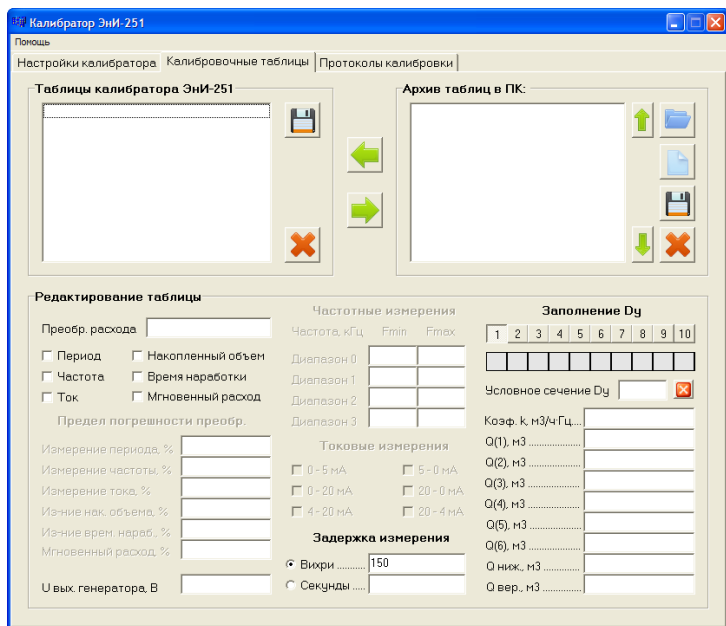 Калибратор ЭнИ-251
Помощь
Настройки калибратора Калибровочные таблицы Протоколы калибровки
Таблицы калибратора ЭнИ-251
Архив таблиц в ПК:
Редактирование таблицы
Преобр. расхода
Период Накопленный объем
Частота Время наработки
Ток Мгновенный расход
Предел погрешности преобр.
Измерение периода, %
Измерение частоты, %
Измерение тока, %
Из-ние нак. объема, %
Из-ние врем. нараб., %
Мгновенный расход, %
U вых. генератора, В
Частотные измерения
Частота, кГц Fmin Fmax
Диапазон 0
Диапазон 1
Диапазон 2
Диапазон 3
Токовые измерения
0 - 5 мА 5 - 0 мА
0 - 20 мА 20 - 0 мА
4 - 20 мА 20 - 4 мА
Задержка измерения
Вихри .......... 150
Секунды .....
Заполнение Dy
1 2 3 4 5 6 7 8 9 10
Условное сечение Dy
Коэф. k, м3/ч·Гц....
Q(1), м3 ................
Q(2), м3 ................
Q(3), м3 ................
Q(4), м3 ................
Q(5), м3 ................
Q(6), м3 ................
Q ниж., м3 .............
Q вер., м3 ..............